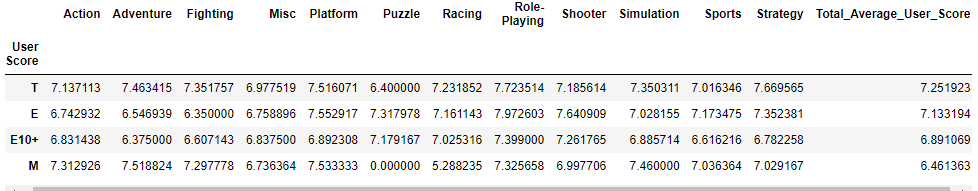 Action Adventure Fighting Misc Platform Puzzle Racing Role-Playing Shooter Simulation Sports Strategy Total_Average_User_Score
User Score
T 7.137113 7.463415 7.351757 6.977519 7.516071 6.400000 7.231852 7.723514 7.185614 7.350311 7.016346 7.669565 7.251923
E 6.742932 6.546939 6.350000 6.758896 7.552917 7.317978 7.161143 7.972603 7.640909 7.028155 7.173475 7.352381 7.133194
E10+ 6.831438 6.375000 6.607143 6.837500 6.892308 7.179167 7.025316 7.399000 7.261765 6.885714 6.616216 6.782258 6.891069
M 7.312926 7.518824 7.297778 6.736364 7.533333 0.000000 5.288235 7.325658 6.997706 7.460000 7.036364 7.029167 6.461363